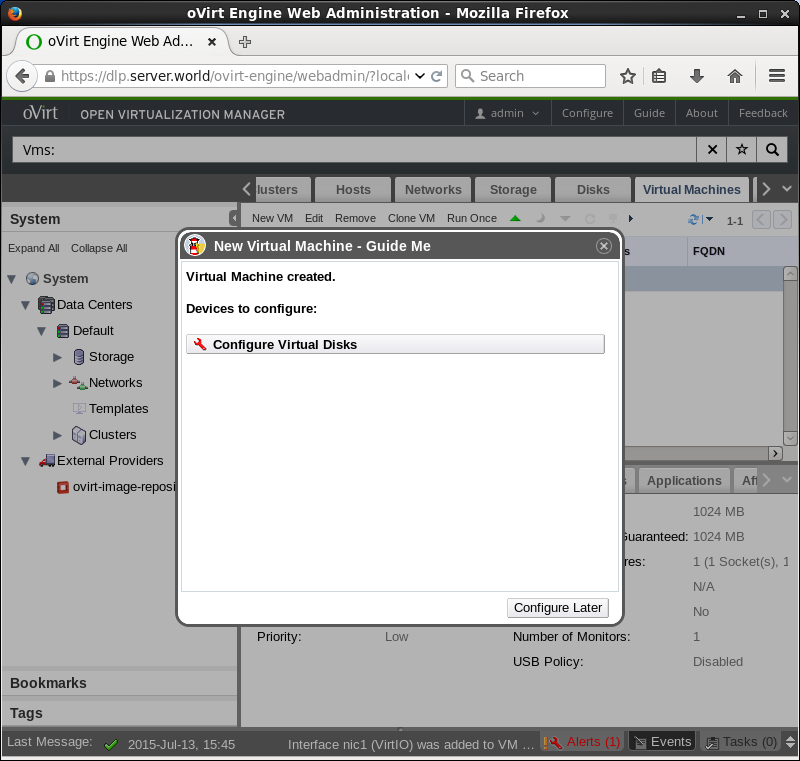 oVirt Engine Web Administration - Mozilla Firefox
oVirt Engine Web Ad...
https://dlp.server.world/ovirt-engine/webadmin/?local
Search
oVirt OPEN VIRTUALIZATION MANAGER
admin Configure Guide About Feedback
Vms:
Hosts Networks Storage Disks Virtual Machines
System
New VM Edit Remove Clone VM Run Once
1-1
Expand All Collapse All
FQDN
System
Data Centers
Default
Storage
Networks
Templates
Clusters
External Providers
ovirt-image-reposi
New Virtual Machine - Guide Me
Virtual Machine created.
Devices to configure:
Configure Virtual Disks
Configure Later
Applications
1024 MB
Guaranteed: 1024 MB
1 (1 Socket(s), 1
N/A
No
Priority: Low Number of Monitors: 1
USB Policy: Disabled
Bookmarks
Tags
Last Message: 2015-Jul-13, 15:45 Interface nic1 (VirtIO) was added to VM ... Alerts (1) Events Tasks (0)